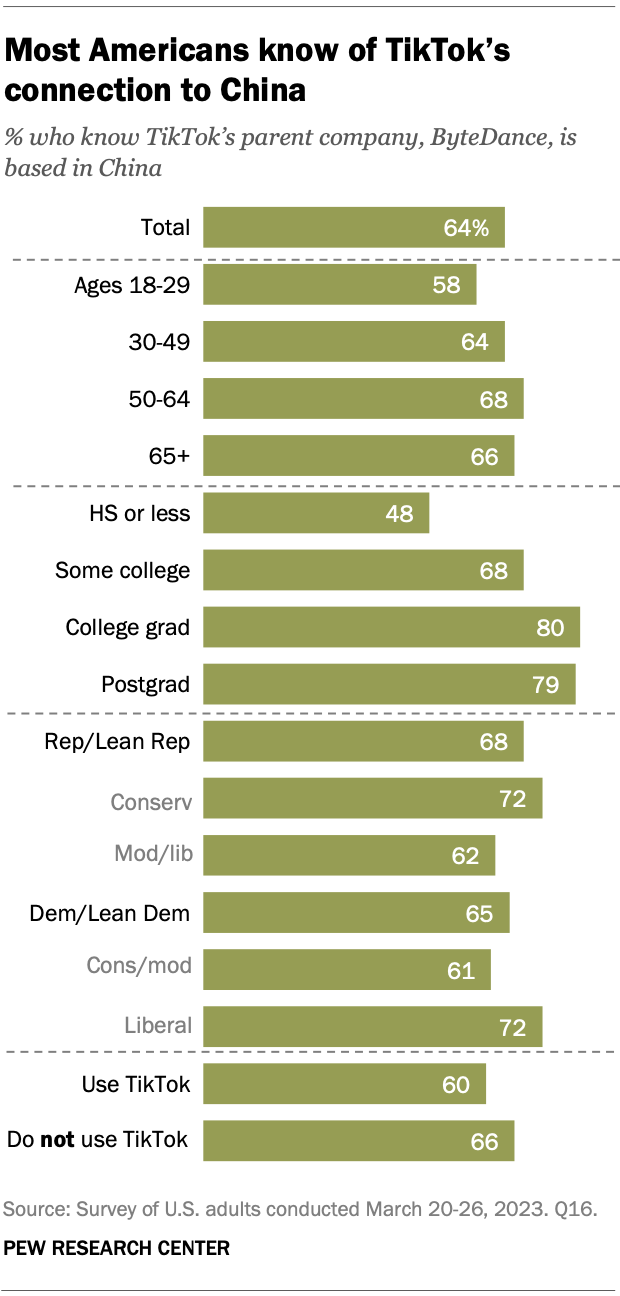 Most Americans know of TikTok's
connection to China
% who know TikTok's parent company, ByteDance, is
based in China
Total 64%
Ages 18-29 58
30-49 64
50-64 68
65+ 66
HS or less 48
Some college 68
College grad 80
Postgrad 79
Rep/Lean Rep 68
Conserv 72
Mod/lib 62
Dem/Lean Dem 65
Cons/mod 61
Liberal 72
Use TikTok 60
Do not use TikTok 66
Source: Survey of U.S. adults conducted March 20-26, 2023. Q16.
PEW RESEARCH CENTER